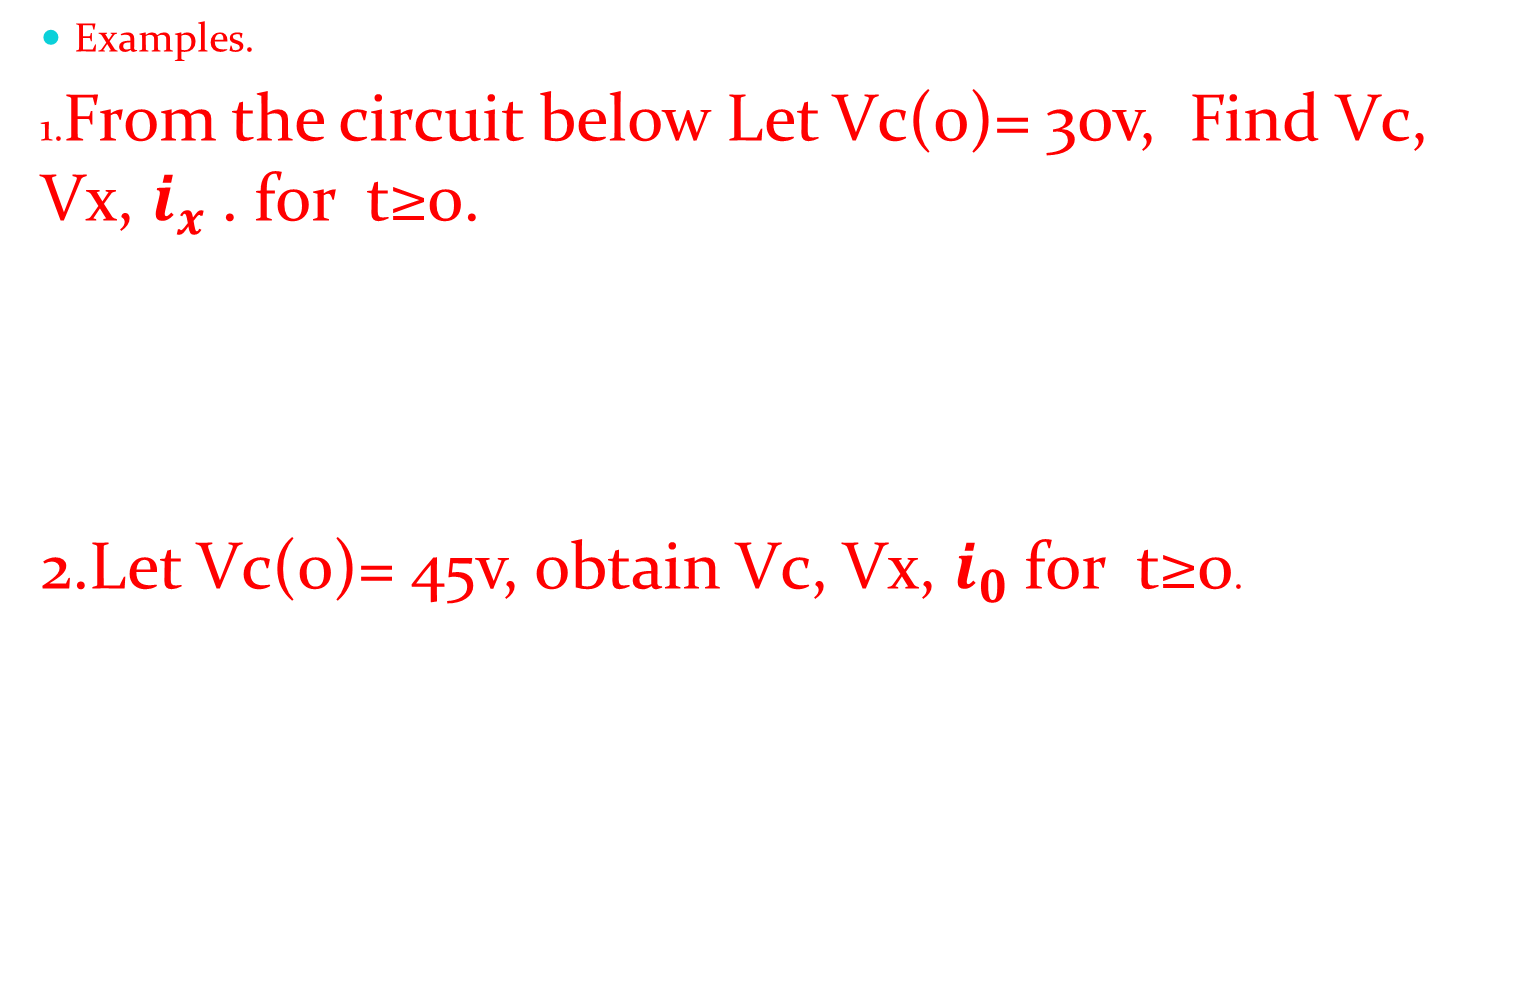 • Examples.
1.From the circuit below Let Vc(0)= 30v, Find Vc,
Vx, 𝒊ₓ . for t≥0.
2.Let Vc(0)= 45v, obtain Vc, Vx, 𝒊₀ for t≥0.